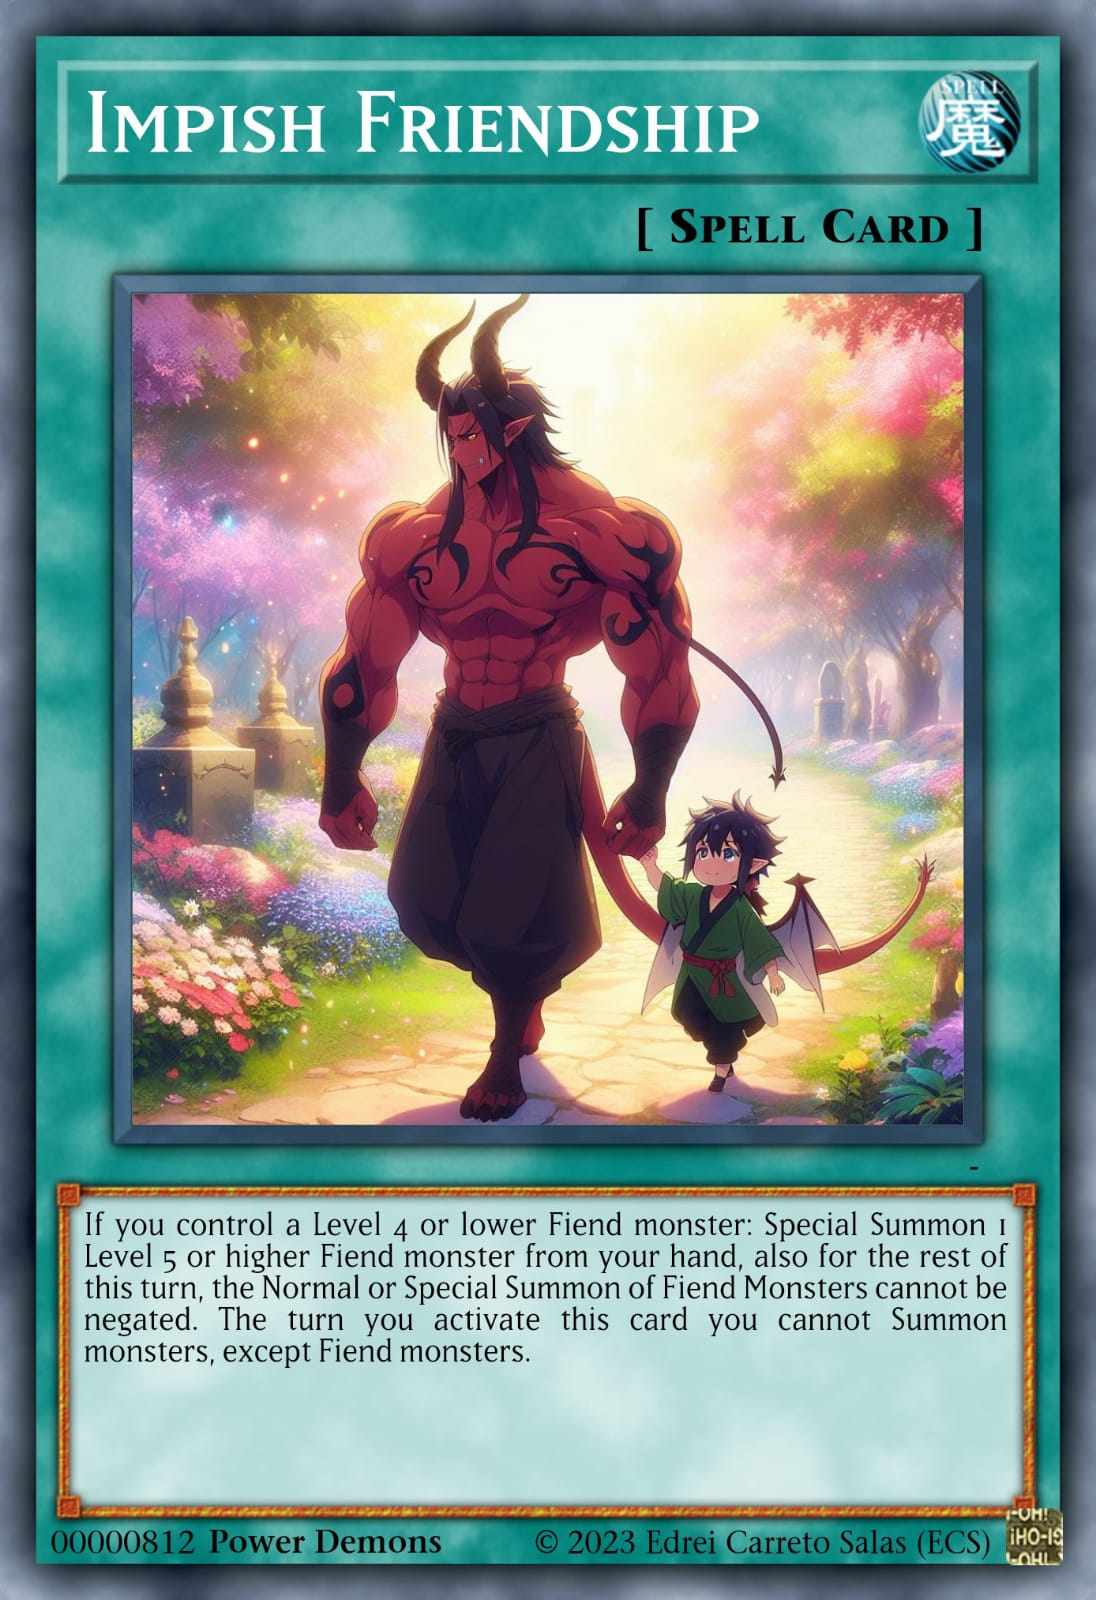 Impish Friendship
SPELL
魔
[ Spell Card ]
-
If you control a Level 4 or lower Fiend monster: Special Summon 1
Level 5 or higher Fiend monster from your hand, also for the rest of
this turn, the Normal or Special Summon of Fiend Monsters cannot be
negated. The turn you activate this card you cannot Summon
monsters, except Fiend monsters.
00000812 Power Demons
© 2023 Edrei Carreto Salas (ECS)